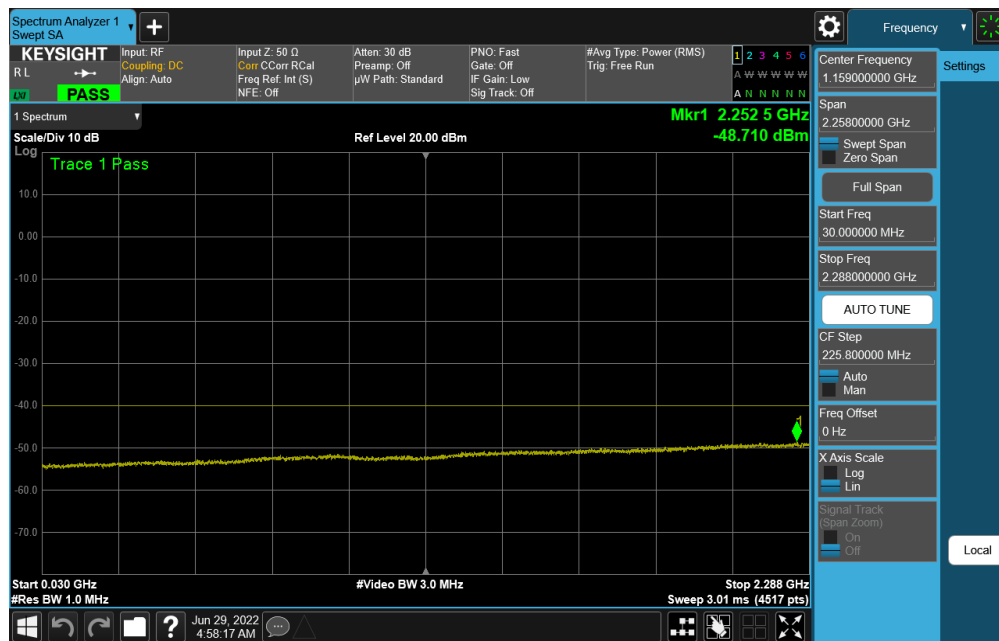 Spectrum Analyzer 1
Swept SA
Frequency
KEYSIGHT
RL
LXI
PASS
Input: RF
Coupling: DC
Align: Auto
Input Z: 50 Ω
Corr CCorr RCal
Freq Ref: Int (S)
NFE: Off
Atten: 30 dB
Preamp: Off
µW Path: Standard
PNO: Fast
Gate: Off
IF Gain: Low
Sig Track: Off
#Avg Type: Power (RMS)
Trig: Free Run
1 2 3 4 5 6
A W W W W W
A N N N N N
1 Spectrum
Scale/Div 10 dB
Ref Level 20.00 dBm
Mkr1 2.252 5 GHz
-48.710 dBm
Log
Trace 1 Pass
10.0
0.00
-10.0
-20.0
-30.0
-40.0
-50.0
-60.0
-70.0
1
Start 0.030 GHz
#Video BW 3.0 MHz
Stop 2.288 GHz
#Res BW 1.0 MHz
Sweep 3.01 ms (4517 pts)
Jun 29, 2022
4:58:17 AM
Center Frequency
1.159000000 GHz
Settings
Span
2.25800000 GHz
Swept Span
Zero Span
Full Span
Start Freq
30.000000 MHz
Stop Freq
2.288000000 GHz
AUTO TUNE
CF Step
225.800000 MHz
Auto
Man
Freq Offset
0 Hz
X Axis Scale
Log
Lin
Signal Track
(Span Zoom)
On
Off
Local